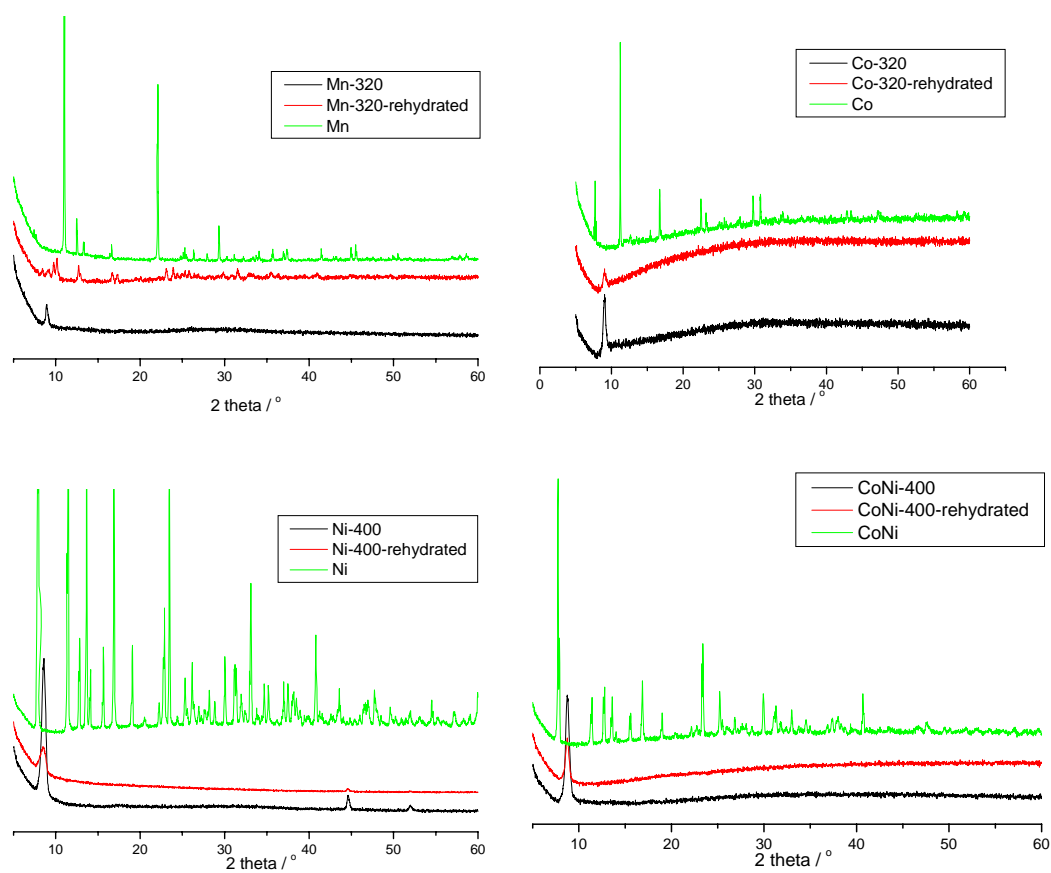 Mn-320
Mn-320-rehydrated
Mn
10 20 30 40 50 60
2 theta / °
Co-320
Co-320-rehydrated
Co
0 10 20 30 40 50 60
2 theta / °
Ni-400
Ni-400-rehydrated
Ni
10 20 30 40 50 60
2 theta / °
CoNi-400
CoNi-400-rehydrated
CoNi
10 20 30 40 50 60
2 theta / °